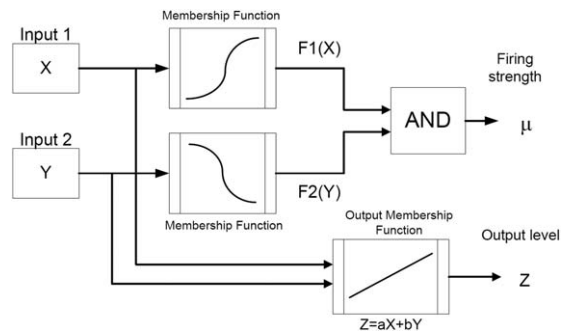 Membership Function
Input 1
X
F1(X)
Firing
strength
AND
μ
Input 2
Y
F2(Y)
Membership Function
Output Membership
Function
Output level
Z
Z=aX+bY